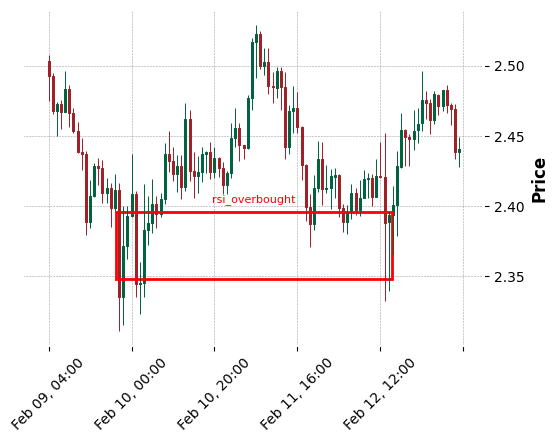 2.50
2.45
rsi_overbought
2.40
2.35
Price
Feb 09, 04:00
Feb 10, 00:00
Feb 10, 20:00
Feb 11, 16:00
Feb 12, 12:00